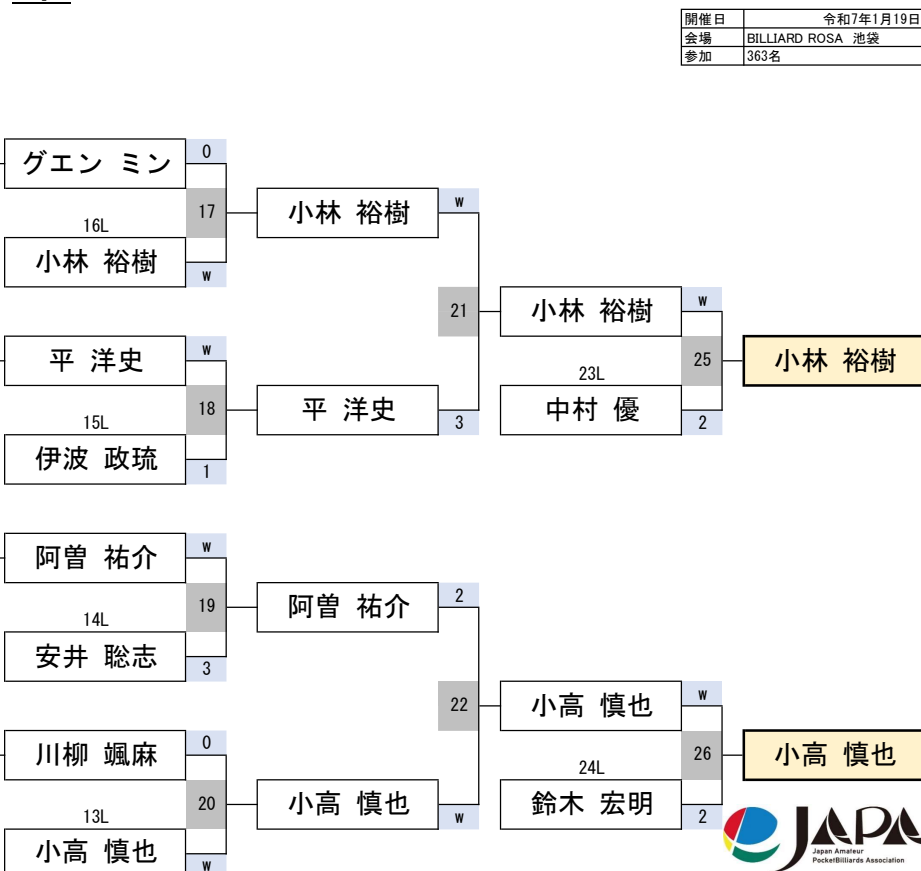 開催日 令和7年1月19日
会場 BILLIARD ROSA 池袋
参加 363名
グエン ミン 0
17
16L
小林 裕樹 W
小林 裕樹 W
平 洋史 W
18
15L
伊波 政琉 1
平 洋史 3
21
小林 裕樹 W
25
23L
中村 優 2
小林 裕樹
阿曽 祐介 W
19
14L
安井 聡志 3
阿曽 祐介 2
川柳 颯麻 0
20
13L
小高 慎也 W
小高 慎也 W
22
小高 慎也 W
26
24L
鈴木 宏明 2
小高 慎也
JAPA
Japan Amateur
PocketBilliards Association